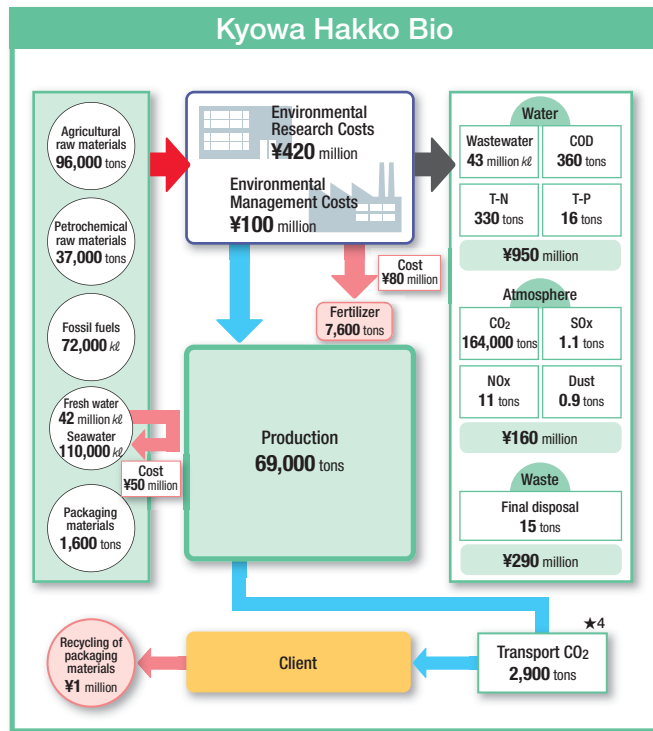 Kyowa Hakko Bio
Agricultural
raw materials
96,000 tons
Petrochemical
raw materials
37,000 tons
Fossil fuels
72,000 kℓ
Fresh water
42 million kℓ
Seawater
110,000 kℓ
Cost
¥50 million
Packaging
materials
1,600 tons
Environmental
Research Costs
¥420 million
Environmental
Management Costs
¥100 million
Cost
¥80 million
Fertilizer
7,600 tons
Production
69,000 tons
Water
Wastewater
43 million kℓ
COD
360 tons
T-N
330 tons
T-P
16 tons
¥950 million
Atmosphere
CO₂
164,000 tons
SOx
1.1 tons
NOx
11 tons
Dust
0.9 tons
¥160 million
Waste
Final disposal
15 tons
¥290 million
★4
Transport CO₂
2,900 tons
Client
Recycling of
packaging
materials
¥1 million